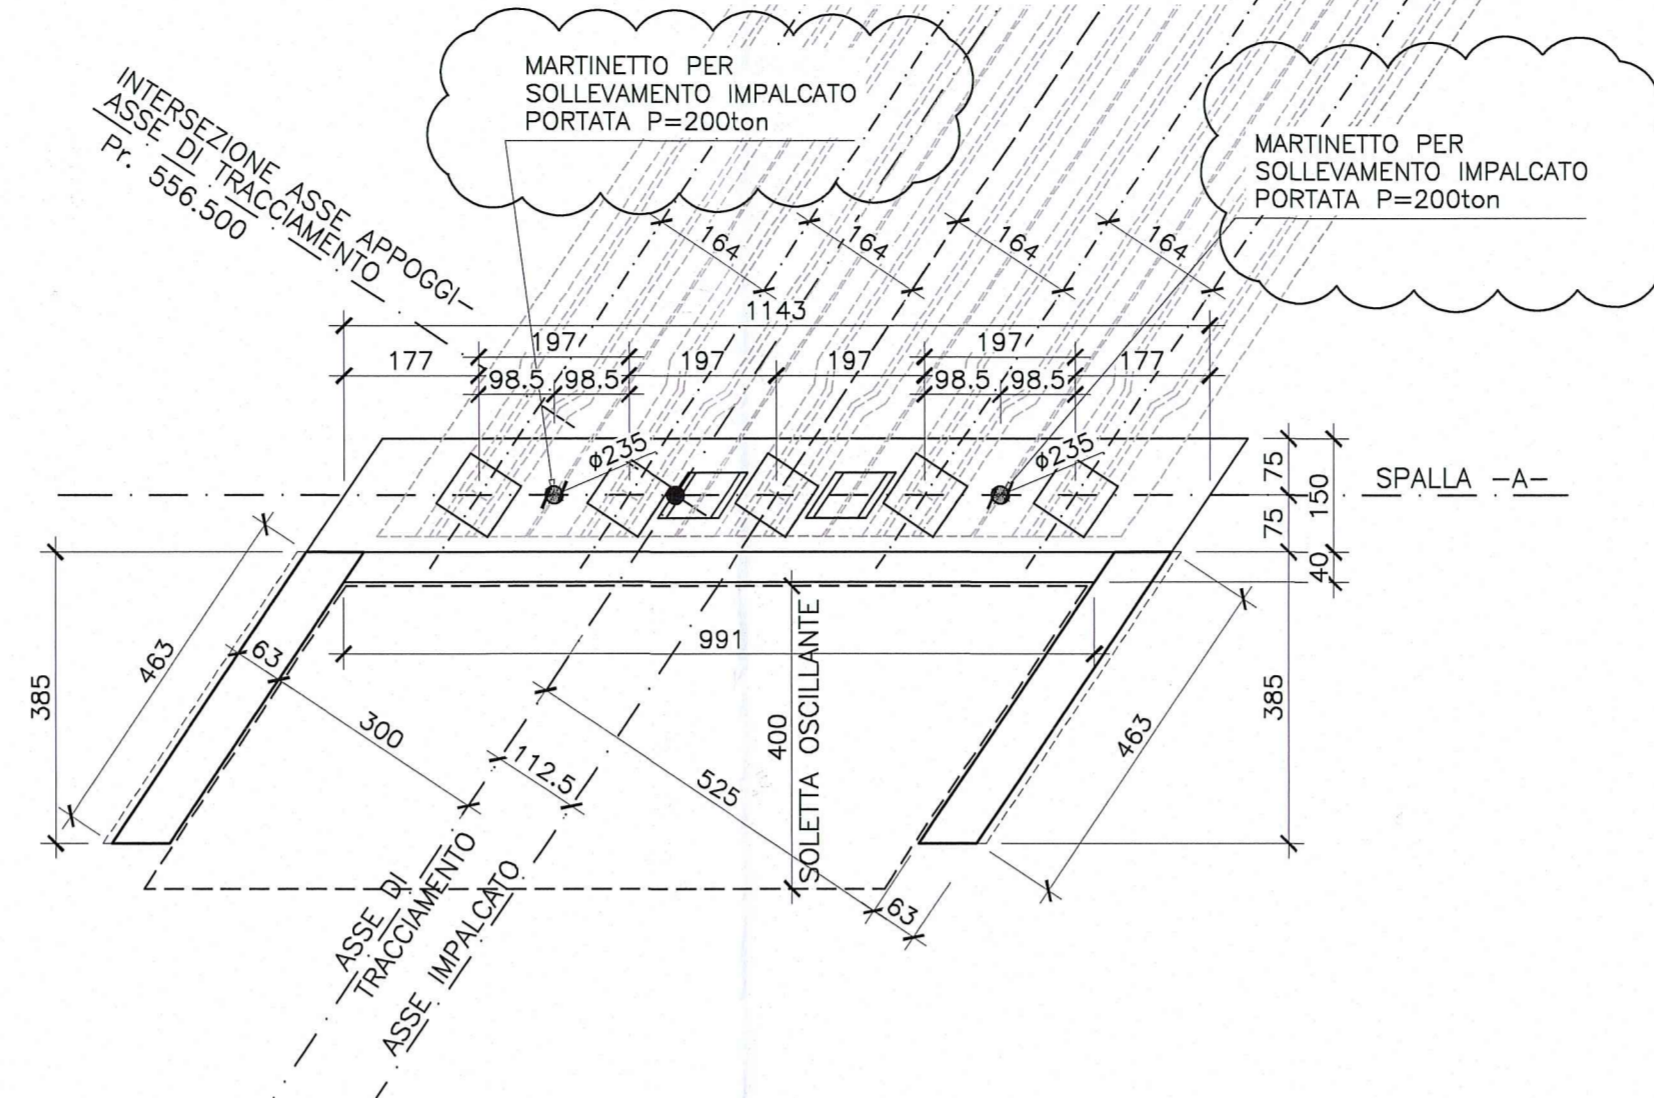 MARTINETTO PER
SOLLEVAMENTO IMPALCATO
PORTATA P=200ton
MARTINETTO PER
SOLLEVAMENTO IMPALCATO
PORTATA P=200ton
INTERSEZIONE ASSE APPOGGI-
ASSE DI TRACCIAMENTO
Pr. 556.500
164
164
164
164
1143
197
197
197
197
177
177
98.5
98.5
98.5
98.5
ø235
ø235
75
75
150
40
SPALLA -A-
463
63
385
991
300
112.5
525
400
SOLETTA OSCILLANTE
463
385
63
ASSE DI
TRACCIAMENTO
ASSE IMPALCATO